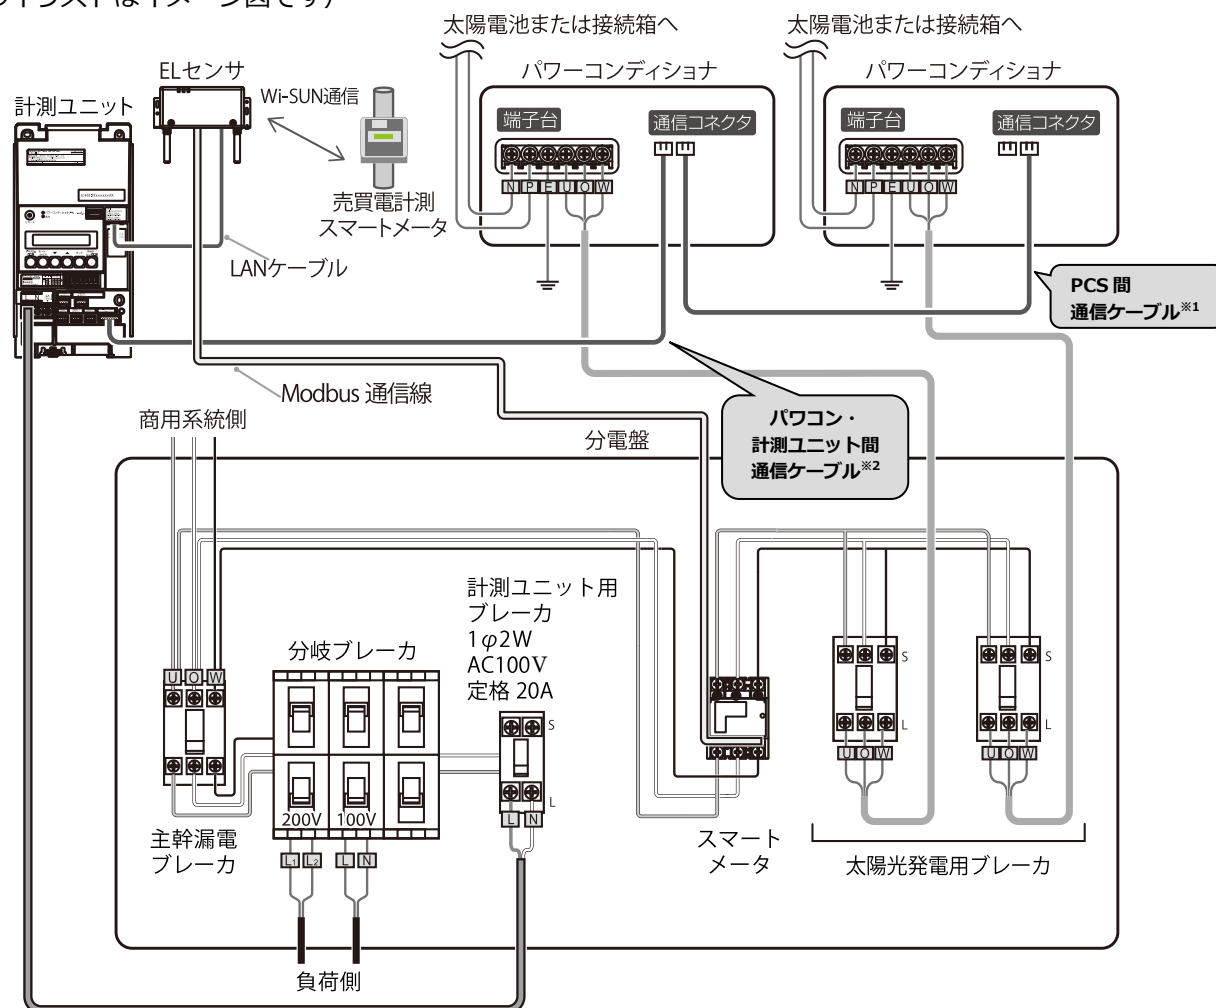 太陽電池または接続箱へ
太陽電池または接続箱へ
ELセンサ
パワーコンディショナ
パワーコンディショナ
計測ユニット
Wi-SUN通信
端子台
通信コネクタ
端子台
通信コネクタ
N P E U O W
N P E U O W
売買電計測
スマートメータ
LANケーブル
PCS 間
通信ケーブル※1
Modbus 通信線
パワコン・
計測ユニット間
通信ケーブル※2
商用系統側
分電盤
計測ユニット用
ブレーカ
1φ2W
AC100V
定格 20A
分岐ブレーカ
U O W
S
L
S
L
S
L
U O W
U O W
200V
100V
L N
主幹漏電
ブレーカ
L1 L2 L N
スマート
メータ
太陽光発電用ブレーカ
負荷側